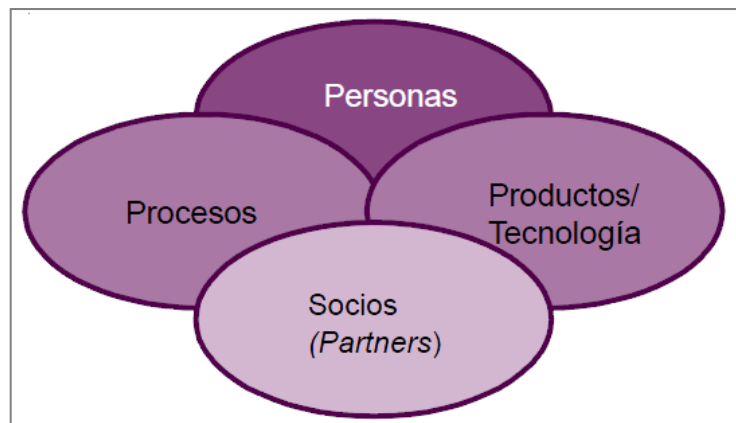 Personas
Procesos
Productos/
Tecnología
Socios
(Partners)